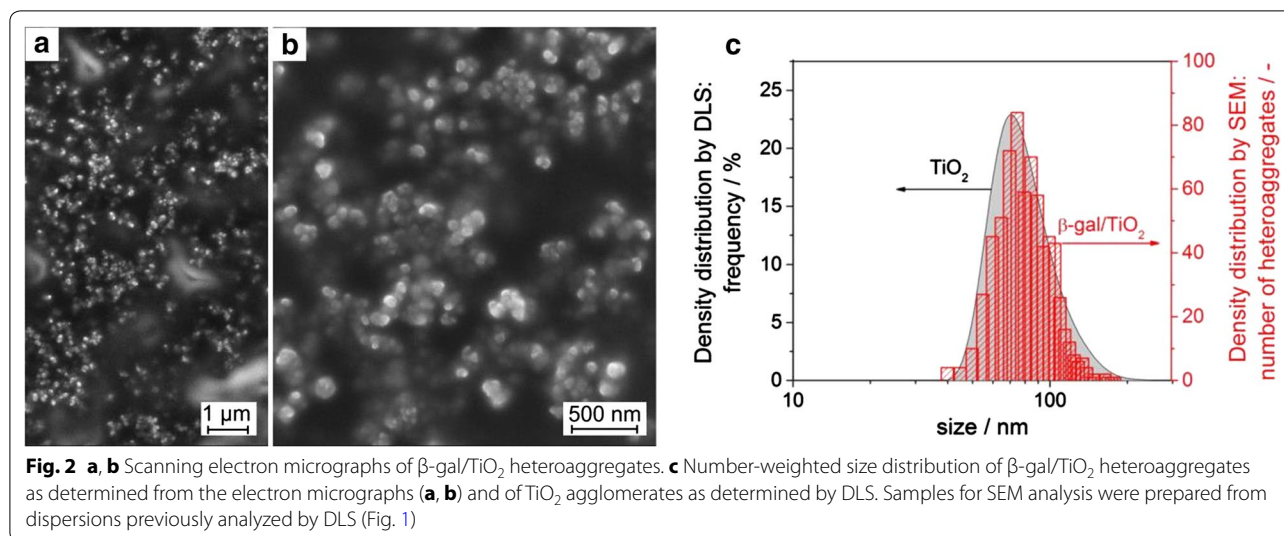 a
b
c
1 µm
500 nm
Density distribution by DLS:
frequency / %
25
20
15
10
5
0
TiO₂
β-gal/TiO₂
100
80
60
40
20
0
Density distribution by SEM:
number of heteroaggregates / -
10
100
size / nm
Fig. 2 a, b Scanning electron micrographs of β-gal/TiO₂ heteroaggregates. c Number-weighted size distribution of β-gal/TiO₂ heteroaggregates
as determined from the electron micrographs (a, b) and of TiO₂ agglomerates as determined by DLS. Samples for SEM analysis were prepared from
dispersions previously analyzed by DLS (Fig. 1)